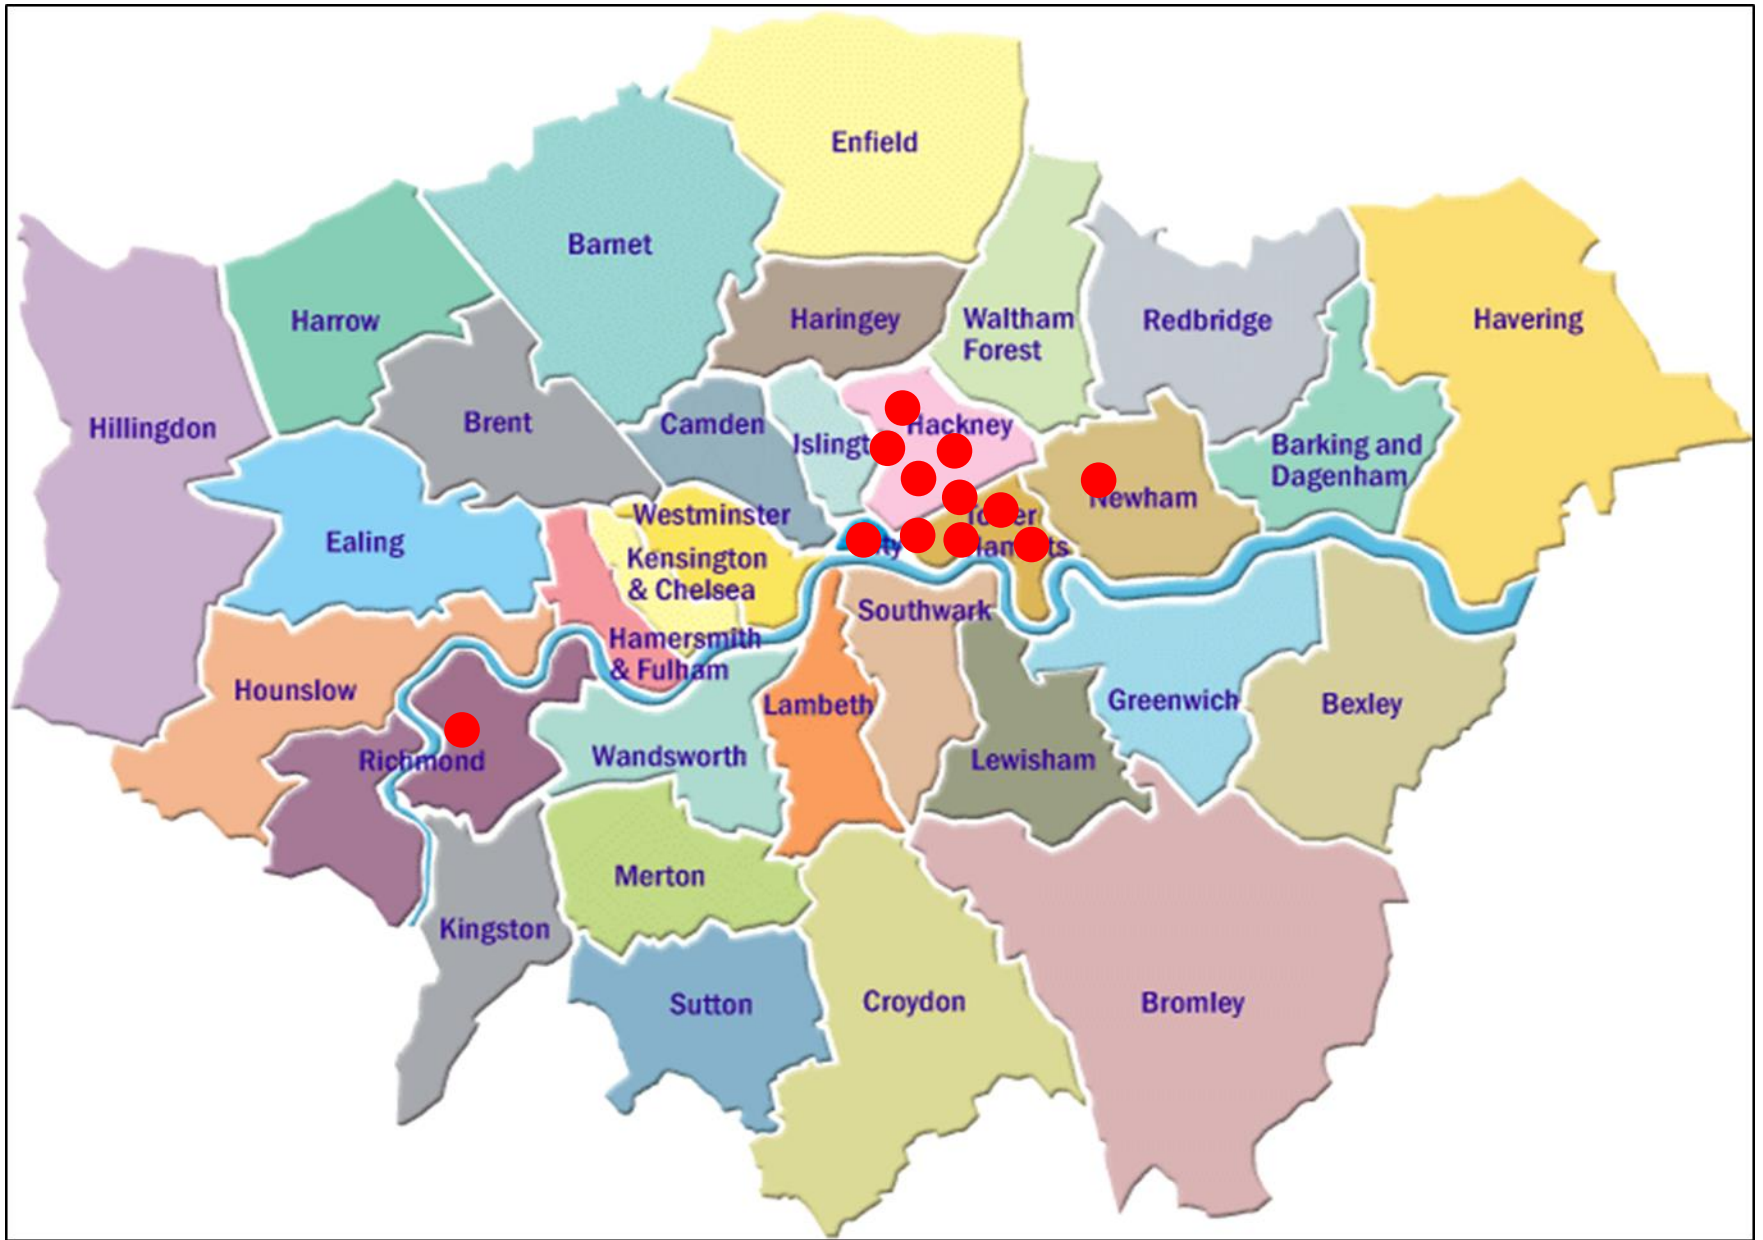 Enfield
Barnet
Harrow
Haringey
Waltham
Forest
Redbridge
Havering
Hillingdon
Brent
Camden
Islingt
Hackney
Barking and
Dagenham
Newham
Westminster
Ealing
Kensington
& Chelsea
Southwark
Hamersmith
& Fulham
Hounslow
Richmond
Wandsworth
Lambeth
Lewisham
Greenwich
Bexley
Merton
Kingston
Sutton
Croydon
Bromley